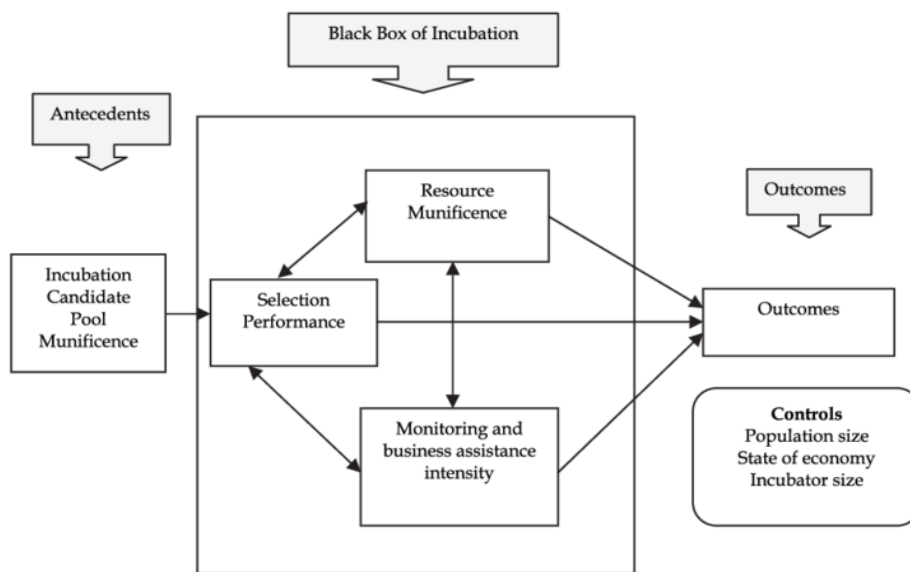 Black Box of Incubation
Antecedents
Resource
Munificence
Outcomes
Incubation
Candidate
Pool
Munificence
Selection
Performance
Outcomes
Monitoring and
business assistance
intensity
Controls
Population size
State of economy
Incubator size